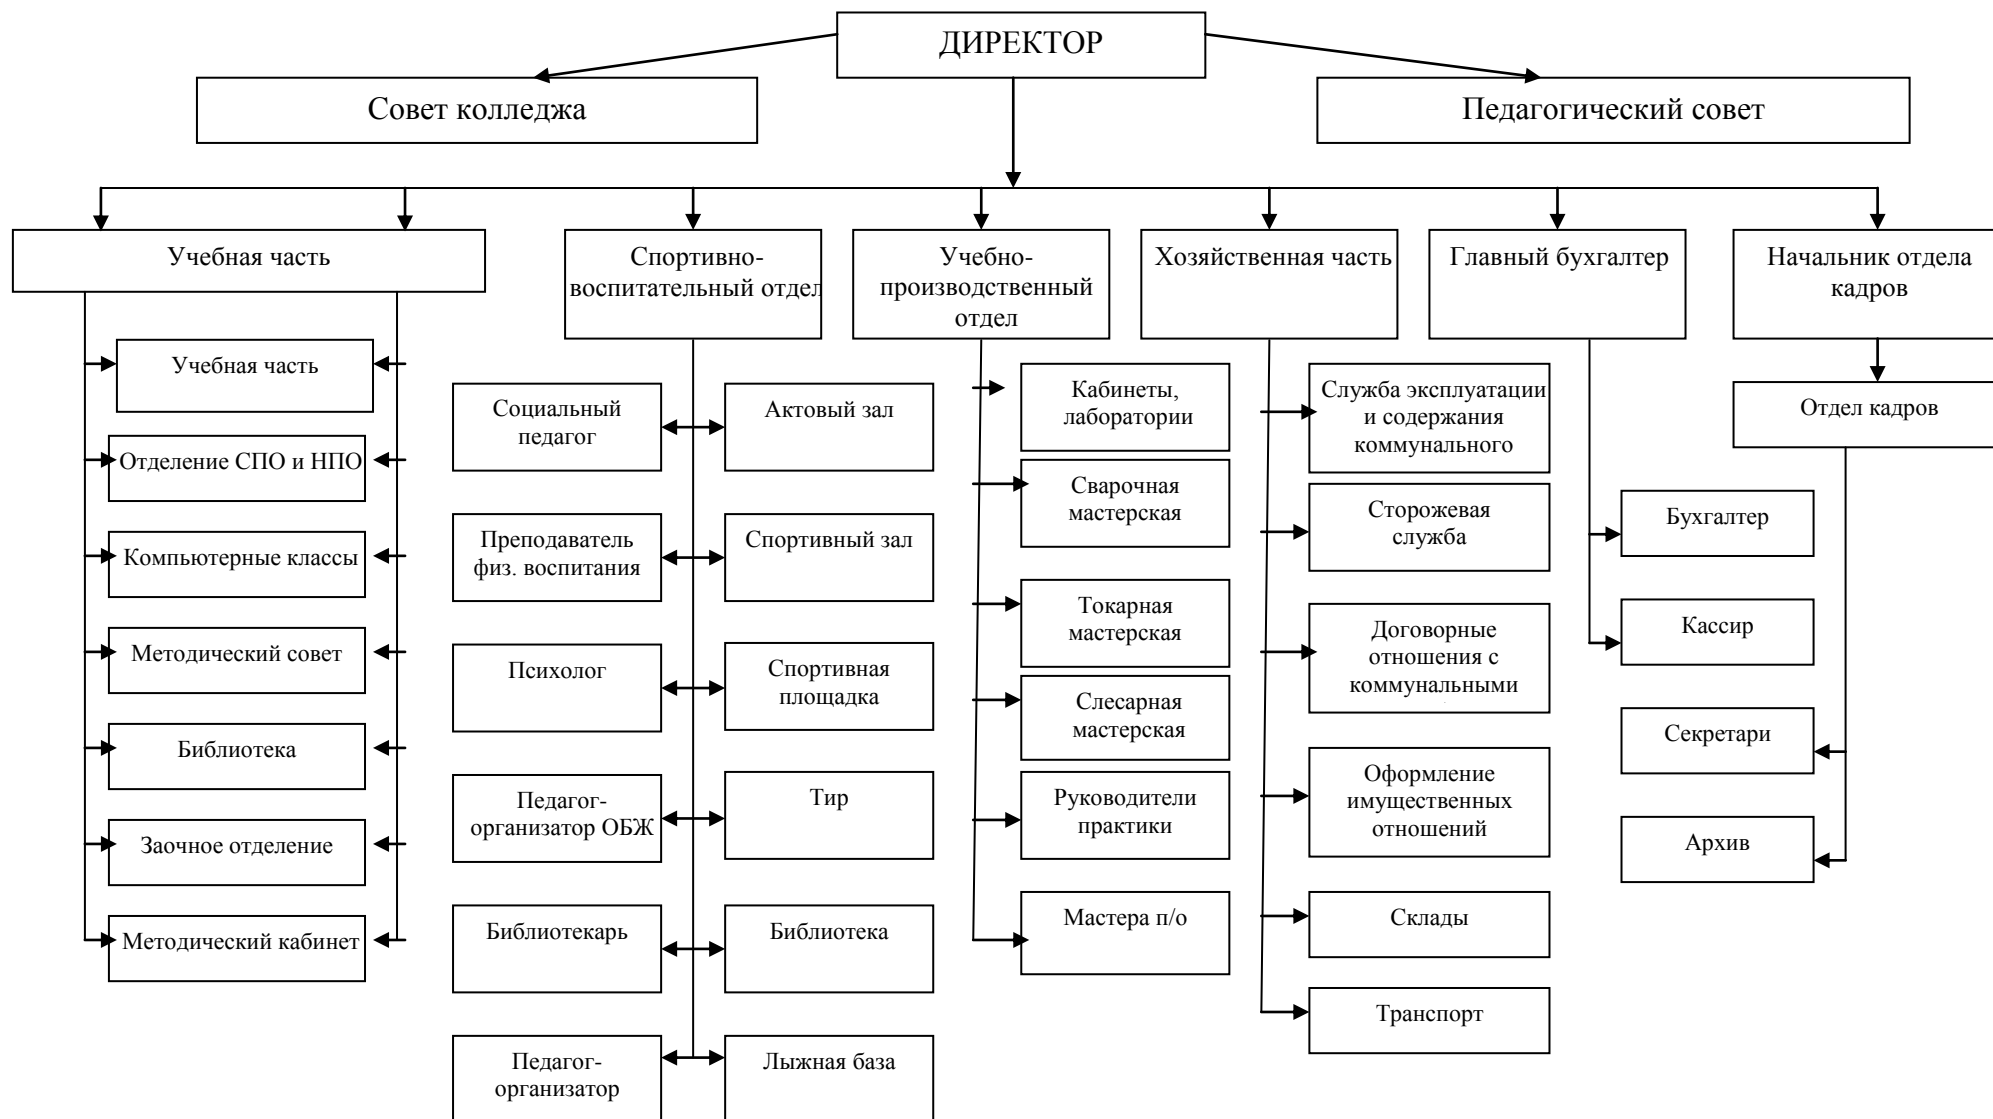 ДИРЕКТОР
Совет колледжа
Педагогический совет
Учебная часть
Спортивно-
воспитательный отдел
Учебно-
производственный
отдел
Хозяйственная часть
Главный бухгалтер
Начальник отдела
кадров
Учебная часть
Отделение СПО и НПО
Компьютерные классы
Методический совет
Библиотека
Заочное отделение
Методический кабинет
Социальный
педагог
Преподаватель
физ. воспитания
Психолог
Педагог-
организатор ОБЖ
Библиотекарь
Педагог-
организатор
Актовый зал
Спортивный зал
Спортивная
площадка
Тир
Библиотека
Лыжная база
Кабинеты,
лаборатории
Сварочная
мастерская
Токарная
мастерская
Слесарная
мастерская
Руководители
практики
Мастера п/о
Служба эксплуатации
и содержания
коммунального
Сторожевая
служба
Договорные
отношения с
коммунальными
Оформление
имущественных
отношений
Склады
Транспорт
Бухгалтер
Кассир
Отдел кадров
Секретари
Архив